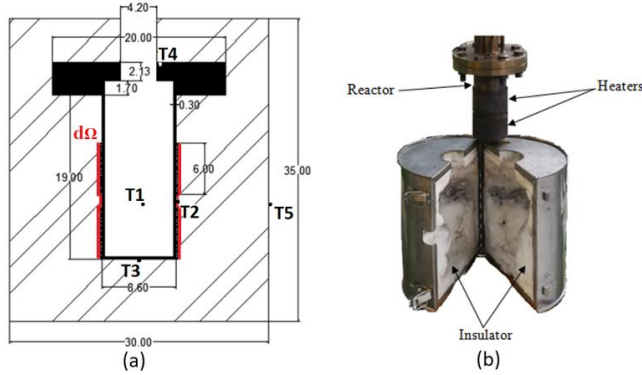 4.20
20.00
T4
2.13
1.70
0.30
dΩ
6.00
35.00
19.00
T1
T2
T5
T3
8.60
30.00
(a)
Reactor
Heaters
Insulator
(b)